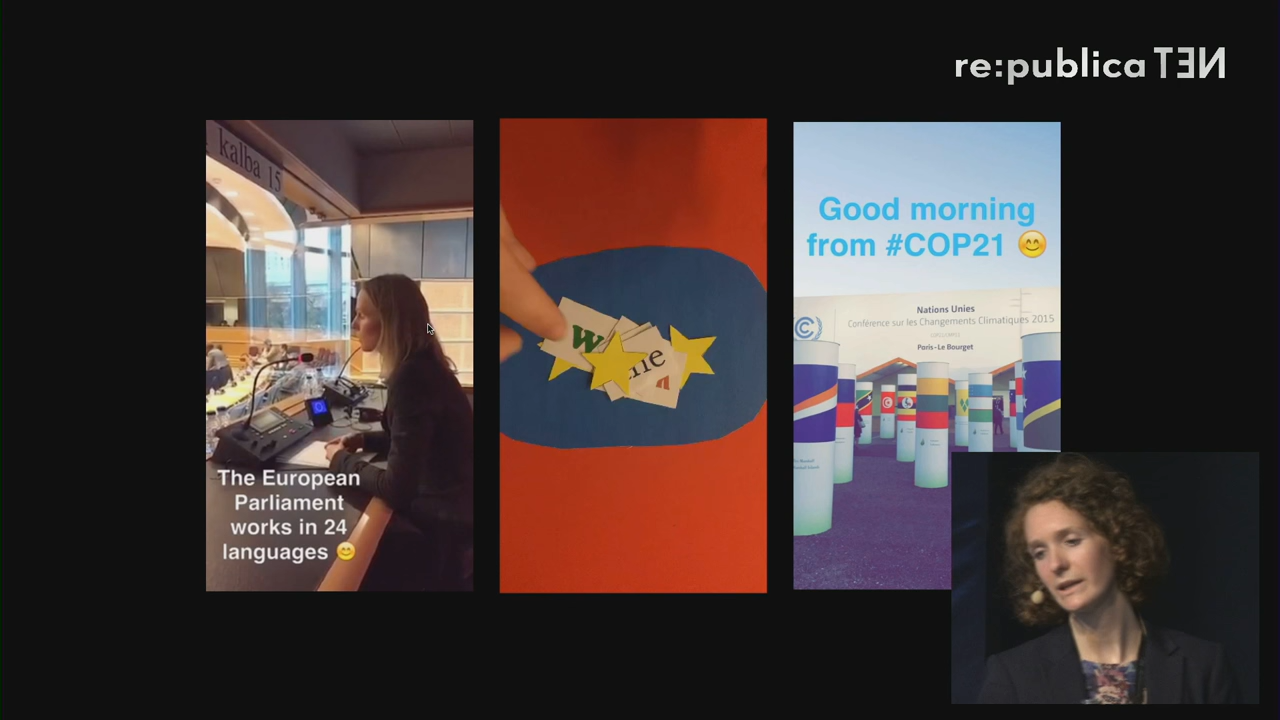 re:publica TEN
kalba 15
The European
Parliament
works in 24
languages 😊
w
he
Good morning
from #COP21 😊
Nations Unies
Conférence sur les Changements Climatiques 2015
Paris-Le Bourget